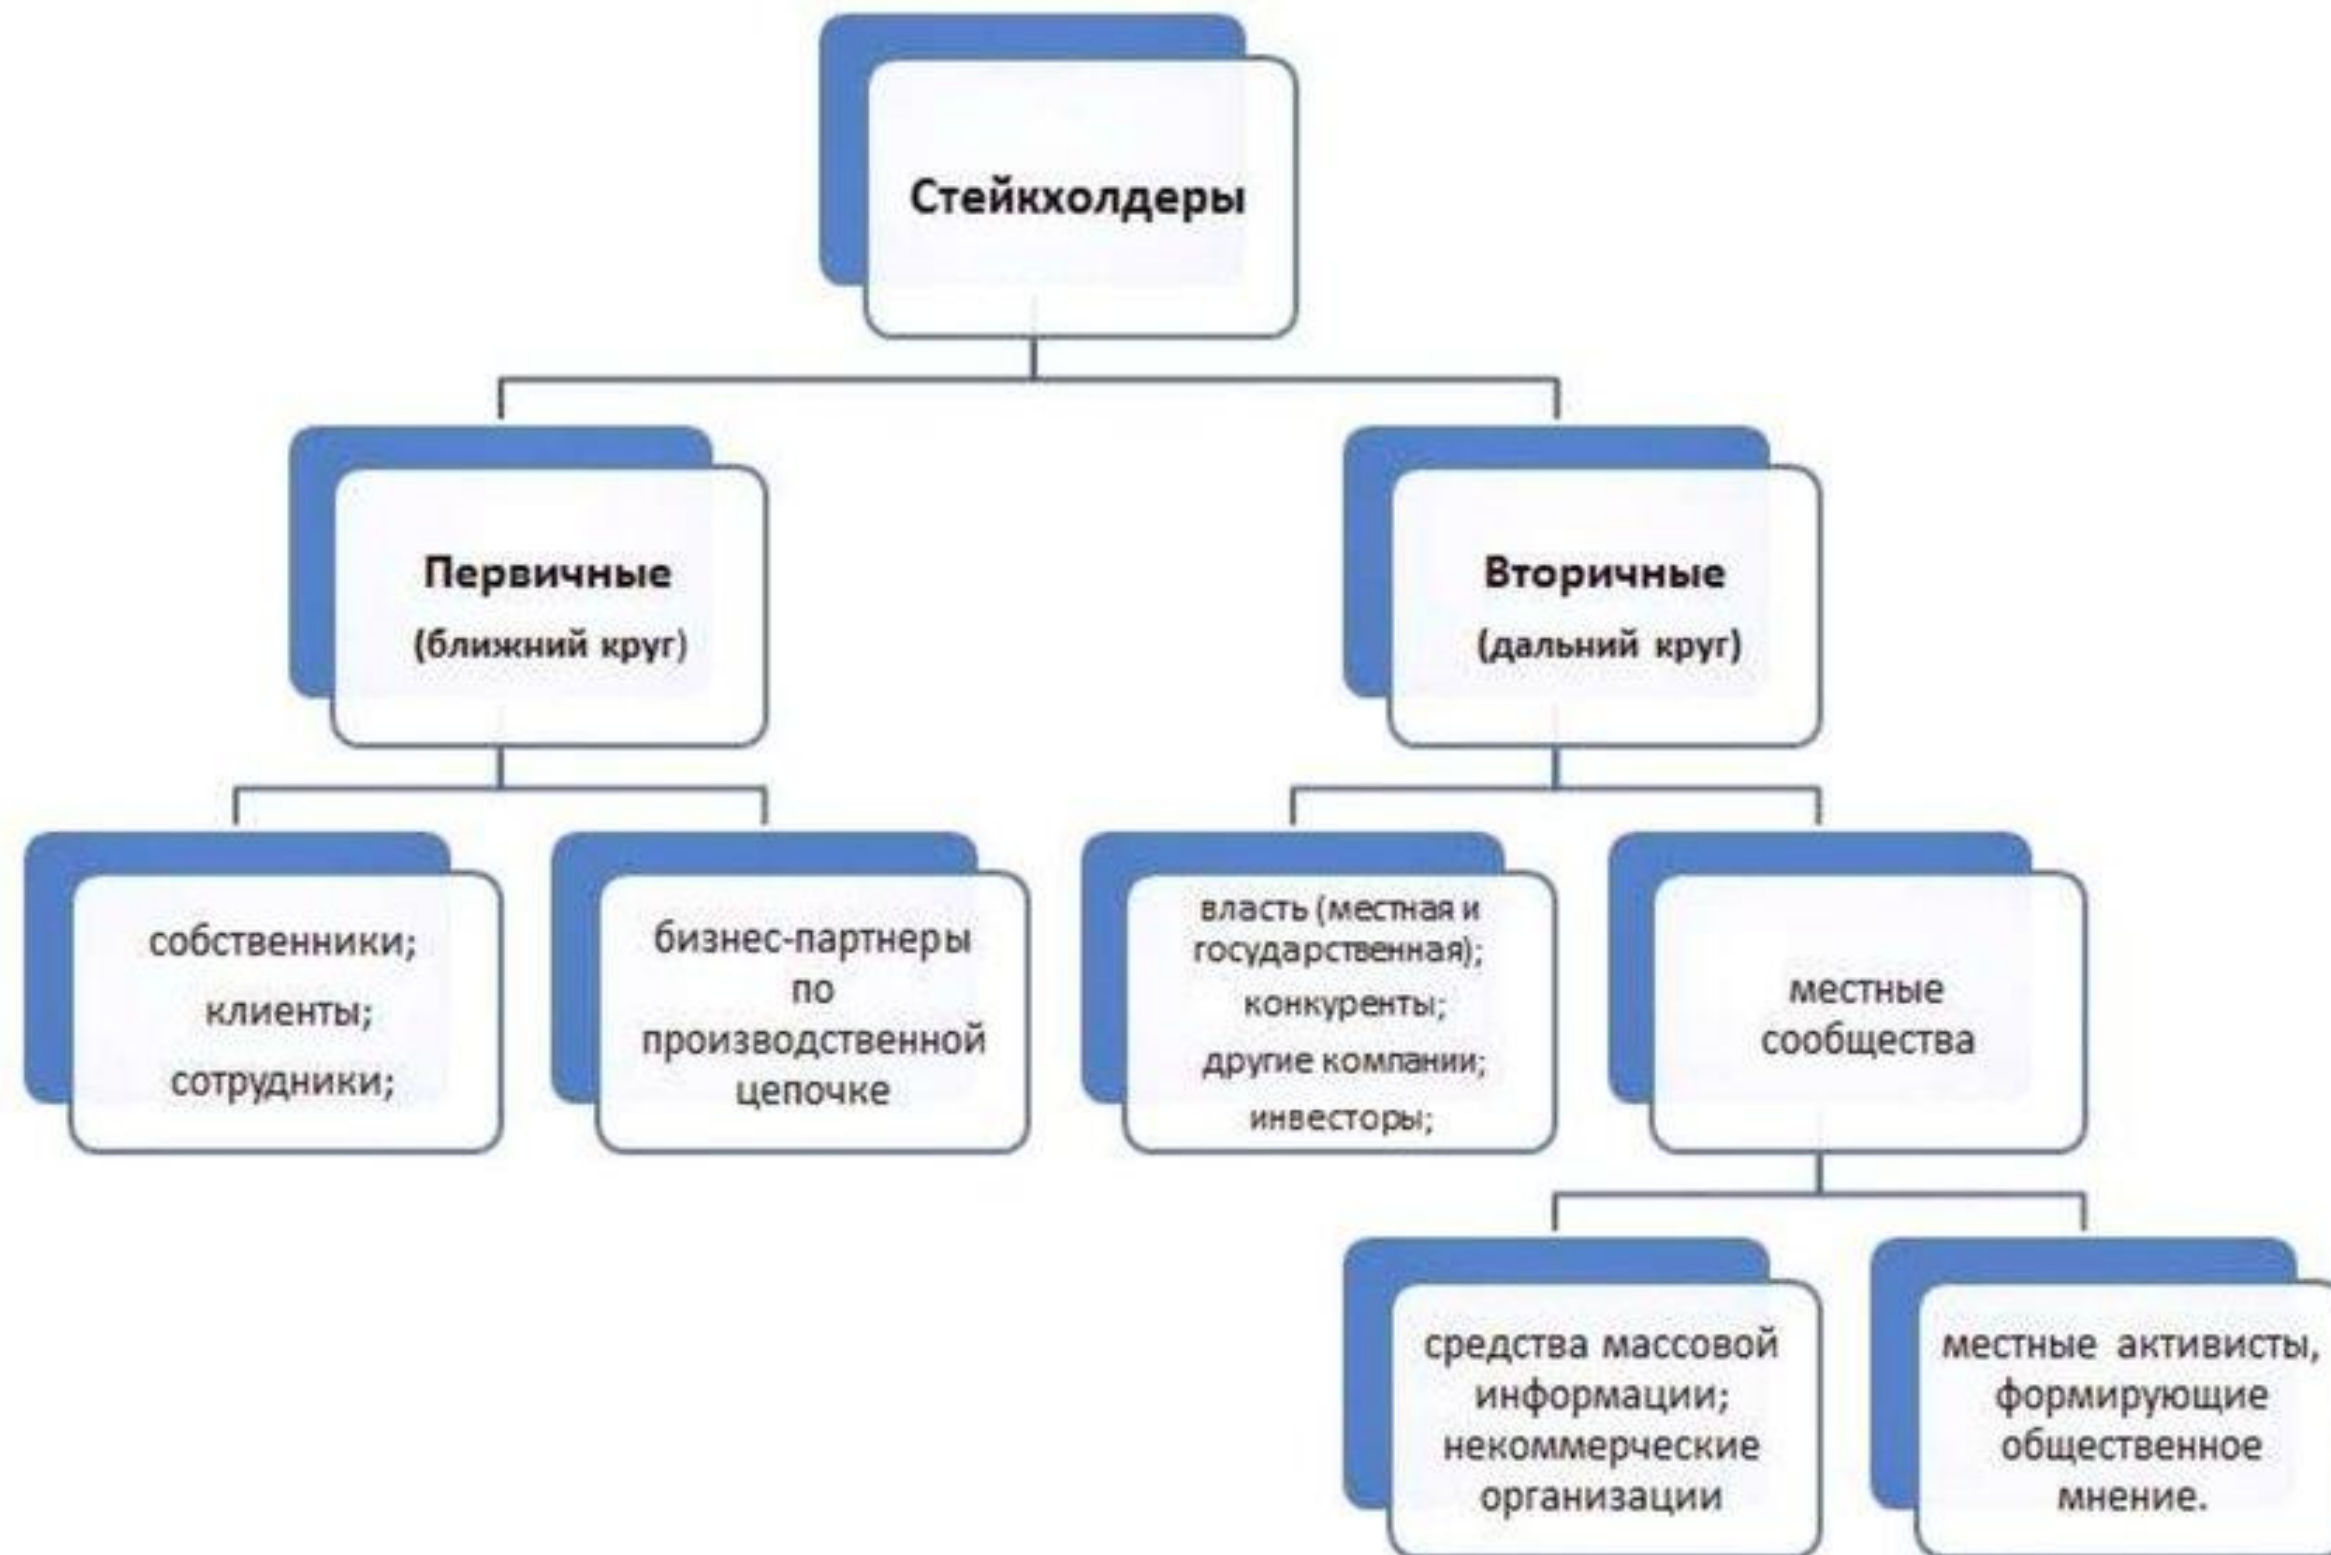 Стейкхолдеры
Первичные
(ближний круг)
Вторичные
(дальний круг)
собственники;
клиенты;
сотрудники;
бизнес-партнеры
по
производственной
цепочке
власть (местная и
государственная);
конкуренты;
другие компании;
инвесторы;
местные
сообщества
средства массовой
информации;
некоммерческие
организации
местные активисты,
формирующие
общественное
мнение.